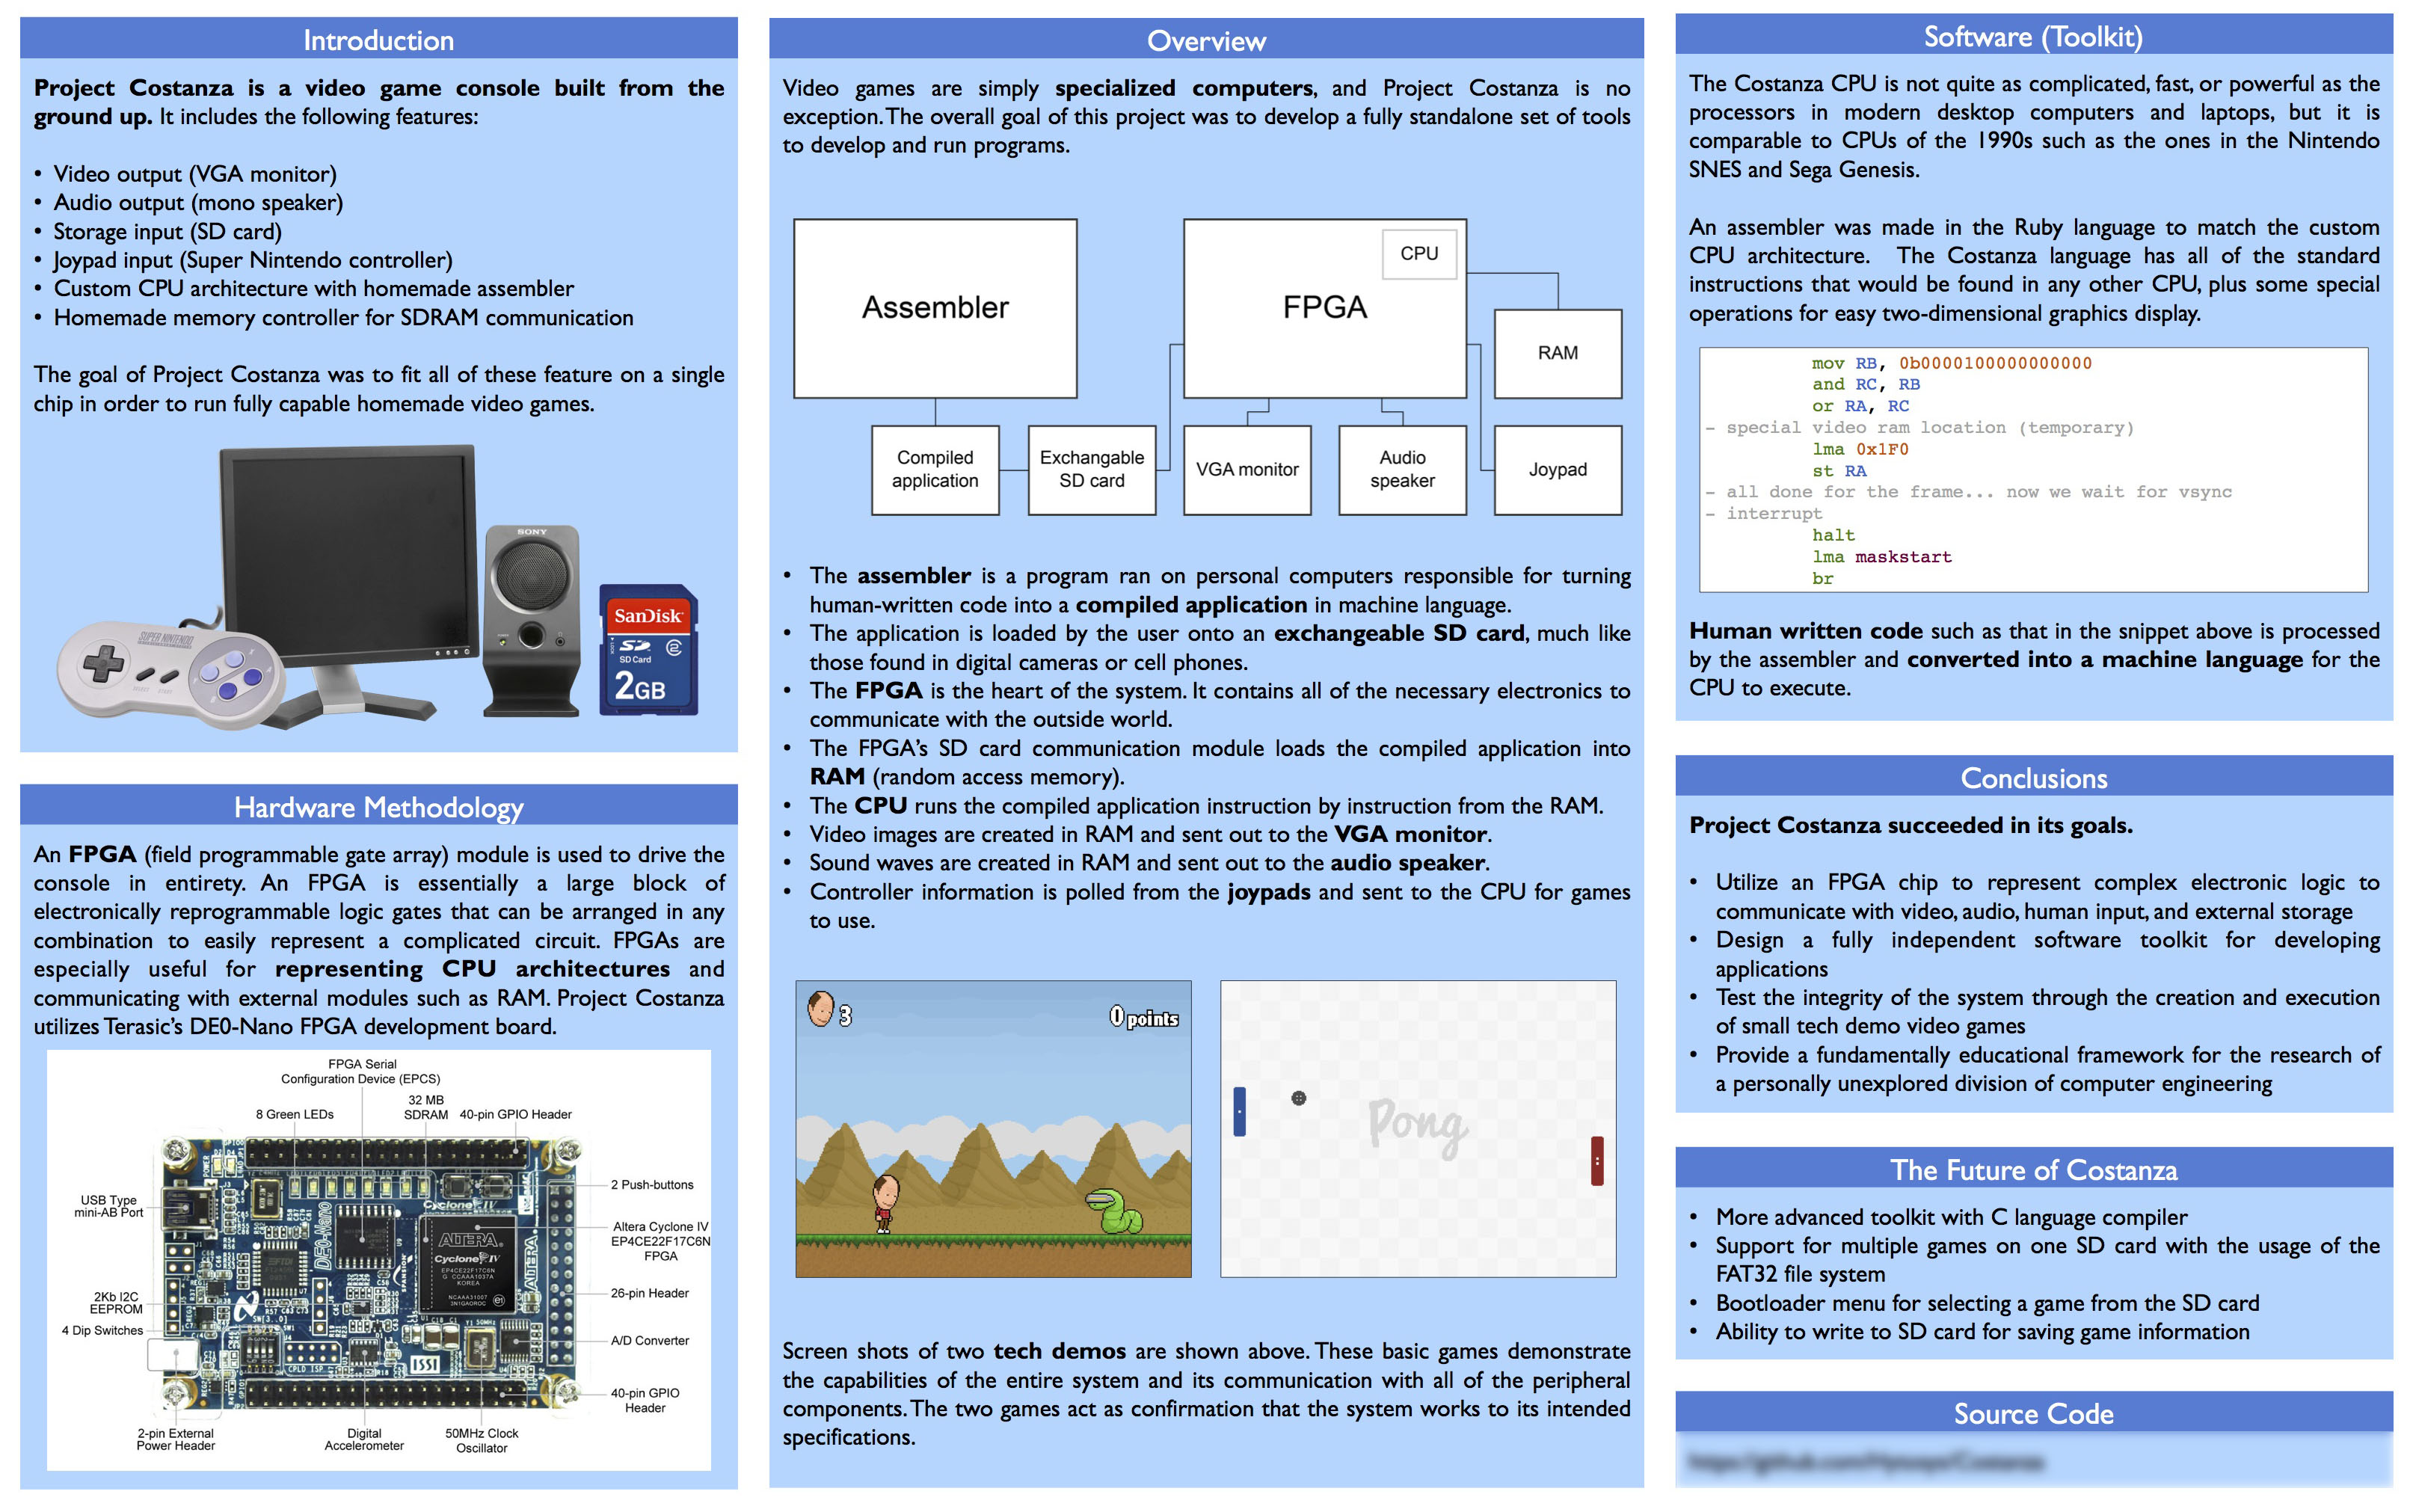 Introduction
Project Costanza is a video game console built from the
ground up. It includes the following features:
• Video output (VGA monitor)
• Audio output (mono speaker)
• Storage input (SD card)
• Joypad input (Super Nintendo controller)
• Custom CPU architecture with homemade assembler
• Homemade memory controller for SDRAM communication
The goal of Project Costanza was to fit all of these feature on a single
chip in order to run fully capable homemade video games.
SONY
SUPER NINTENDO
SELECT START
SanDisk
SD
SD Card
2GB
Hardware Methodology
An FPGA (field programmable gate array) module is used to drive the
console in entirety. An FPGA is essentially a large block of
electronically reprogrammable logic gates that can be arranged in any
combination to easily represent a complicated circuit. FPGAs are
especially useful for representing CPU architectures and
communicating with external modules such as RAM. Project Costanza
utilizes Terasic's DE0-Nano FPGA development board.
FPGA Serial
Configuration Device (EPCS)
8 Green LEDs
32 MB
SDRAM
40-pin GPIO Header
USB Type
mini-AB Port
2Kb I2C
EEPROM
4 Dip Switches
2-pin External
Power Header
Digital
Accelerometer
50MHz Clock
Oscillator
2 Push-buttons
Altera Cyclone IV
EP4CE22F17C6N
FPGA
26-pin Header
A/D Converter
40-pin GPIO
Header
DE0-Nano
Cyclone IV
ALTERA
Cyclone IV
EP4CE22F17C6N
KOREA
ALTERA
ISSI
Overview
Video games are simply specialized computers, and Project Costanza is no
exception. The overall goal of this project was to develop a fully standalone set of tools
to develop and run programs.
Assembler
FPGA
CPU
RAM
Compiled
application
Exchangable
SD card
VGA monitor
Audio
speaker
Joypad
• The assembler is a program ran on personal computers responsible for turning
human-written code into a compiled application in machine language.
• The application is loaded by the user onto an exchangeable SD card, much like
those found in digital cameras or cell phones.
• The FPGA is the heart of the system. It contains all of the necessary electronics to
communicate with the outside world.
• The FPGA's SD card communication module loads the compiled application into
RAM (random access memory).
• The CPU runs the compiled application instruction by instruction from the RAM.
• Video images are created in RAM and sent out to the VGA monitor.
• Sound waves are created in RAM and sent out to the audio speaker.
• Controller information is polled from the joypads and sent to the CPU for games
to use.
3
0 points
Pong
Screen shots of two tech demos are shown above. These basic games demonstrate
the capabilities of the entire system and its communication with all of the peripheral
components. The two games act as confirmation that the system works to its intended
specifications.
Software (Toolkit)
The Costanza CPU is not quite as complicated, fast, or powerful as the
processors in modern desktop computers and laptops, but it is
comparable to CPUs of the 1990s such as the ones in the Nintendo
SNES and Sega Genesis.
An assembler was made in the Ruby language to match the custom
CPU architecture. The Costanza language has all of the standard
instructions that would be found in any other CPU, plus some special
operations for easy two-dimensional graphics display.
mov RB, 0b0000100000000000
and RC, RB
or RA, RC
- special video ram location (temporary)
lma 0x1F0
st RA
- all done for the frame... now we wait for vsync
- interrupt
halt
lma maskstart
br
Human written code such as that in the snippet above is processed
by the assembler and converted into a machine language for the
CPU to execute.
Conclusions
Project Costanza succeeded in its goals.
• Utilize an FPGA chip to represent complex electronic logic to
communicate with video, audio, human input, and external storage
• Design a fully independent software toolkit for developing
applications
• Test the integrity of the system through the creation and execution
of small tech demo video games
• Provide a fundamentally educational framework for the research of
a personally unexplored division of computer engineering
The Future of Costanza
• More advanced toolkit with C language compiler
• Support for multiple games on one SD card with the usage of the
FAT32 file system
• Bootloader menu for selecting a game from the SD card
• Ability to write to SD card for saving game information
Source Code